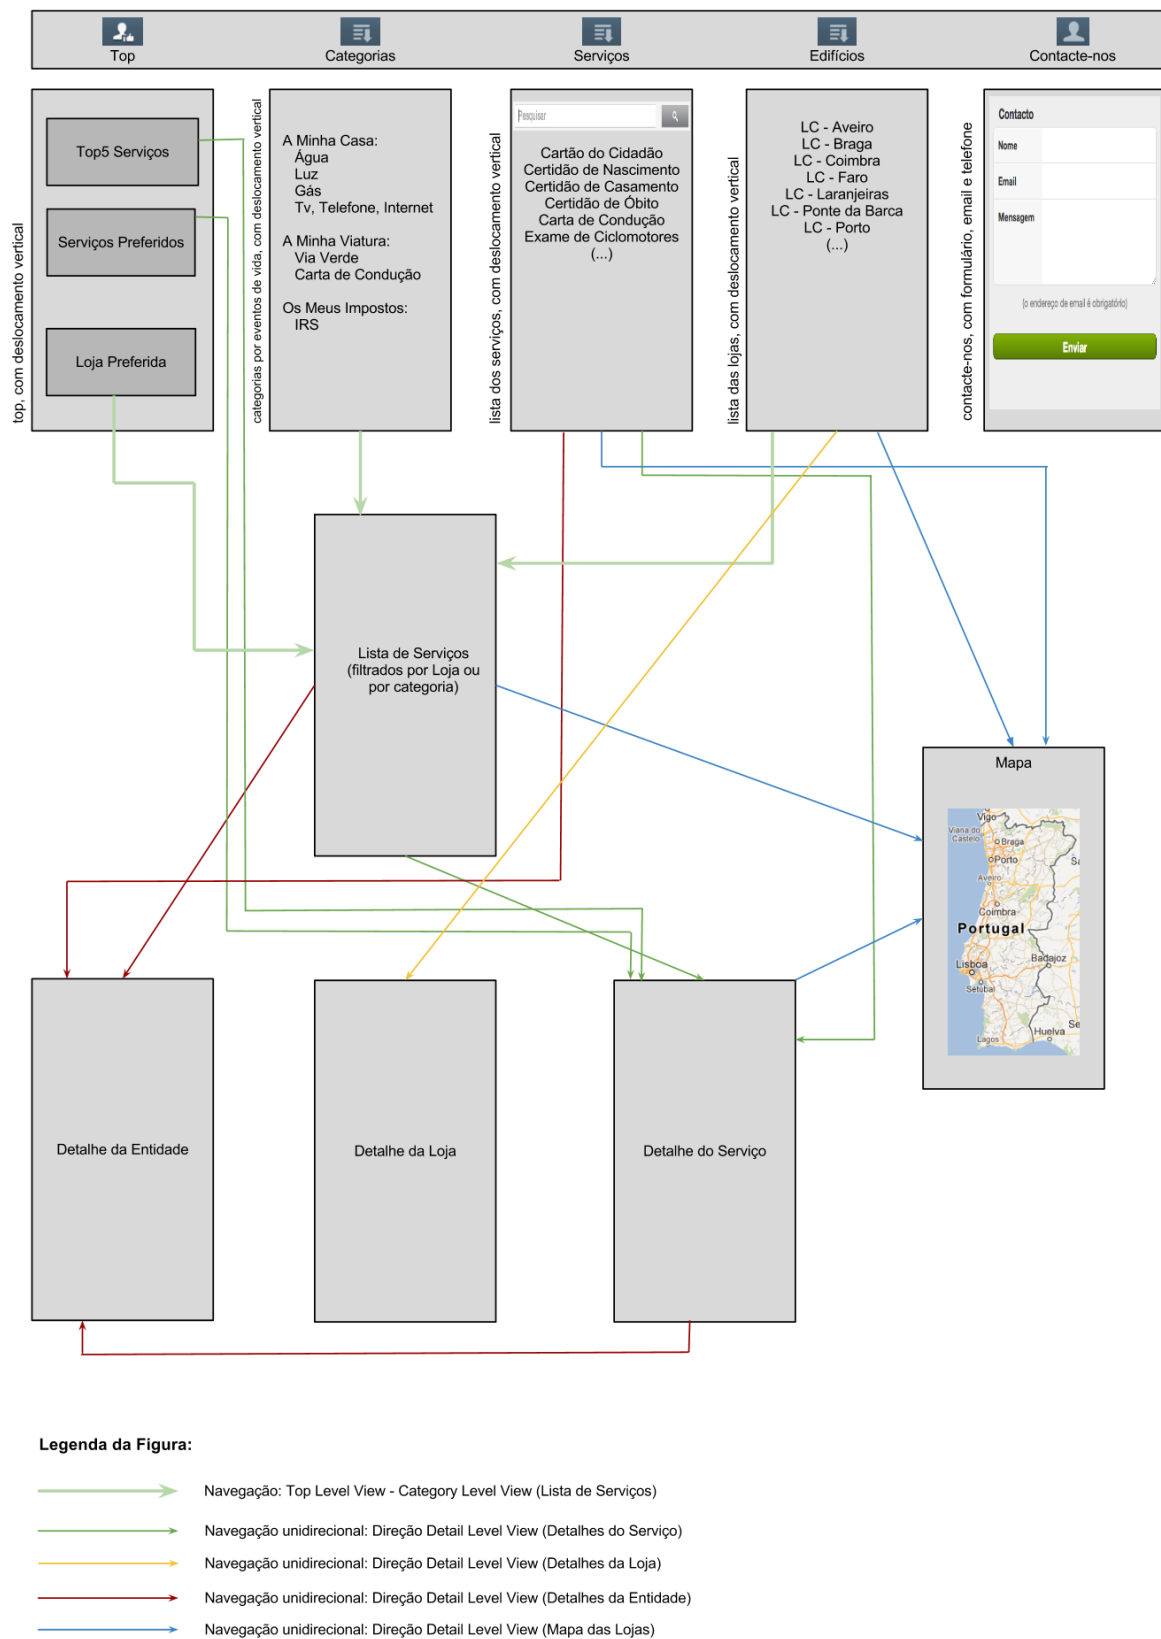 Top
Categorias
Serviços
Edifícios
Contacte-nos
top, com deslocamento vertical
Top5 Serviços
Serviços Preferidos
Loja Preferida
categorias por eventos de vida, com deslocamento vertical
A Minha Casa:
Água
Luz
Gás
Tv, Telefone, Internet
A Minha Viatura:
Via Verde
Carta de Condução
Os Meus Impostos:
IRS
lista dos serviços, com deslocamento vertical
Pesquisar
Cartão do Cidadão
Certidão de Nascimento
Certidão de Casamento
Certidão de Óbito
Carta de Condução
Exame de Ciclomotores
(...)
lista das lojas, com deslocamento vertical
LC - Aveiro
LC - Braga
LC - Coimbra
LC - Faro
LC - Laranjeiras
LC - Ponte da Barca
LC - Porto
(...)
contacte-nos, com formulário, email e telefone
Contacto
Nome
Email
Mensagem
(o endereço de email é obrigatório)
Enviar
Lista de Serviços
(filtrados por Loja ou
por categoria)
Mapa
Vigo
Viana do
Castelo
Braga
Porto
Sa
Aveiro
Coimbra
Portugal
Lisboa
Badajoz
Setúbal
Se
Huelva
Lagos
Detalhe da Entidade
Detalhe da Loja
Detalhe do Serviço
Legenda da Figura:
Navegação: Top Level View - Category Level View (Lista de Serviços)
Navegação unidirecional: Direção Detail Level View (Detalhes do Serviço)
Navegação unidirecional: Direção Detail Level View (Detalhes da Loja)
Navegação unidirecional: Direção Detail Level View (Detalhes da Entidade)
Navegação unidirecional: Direção Detail Level View (Mapa das Lojas)